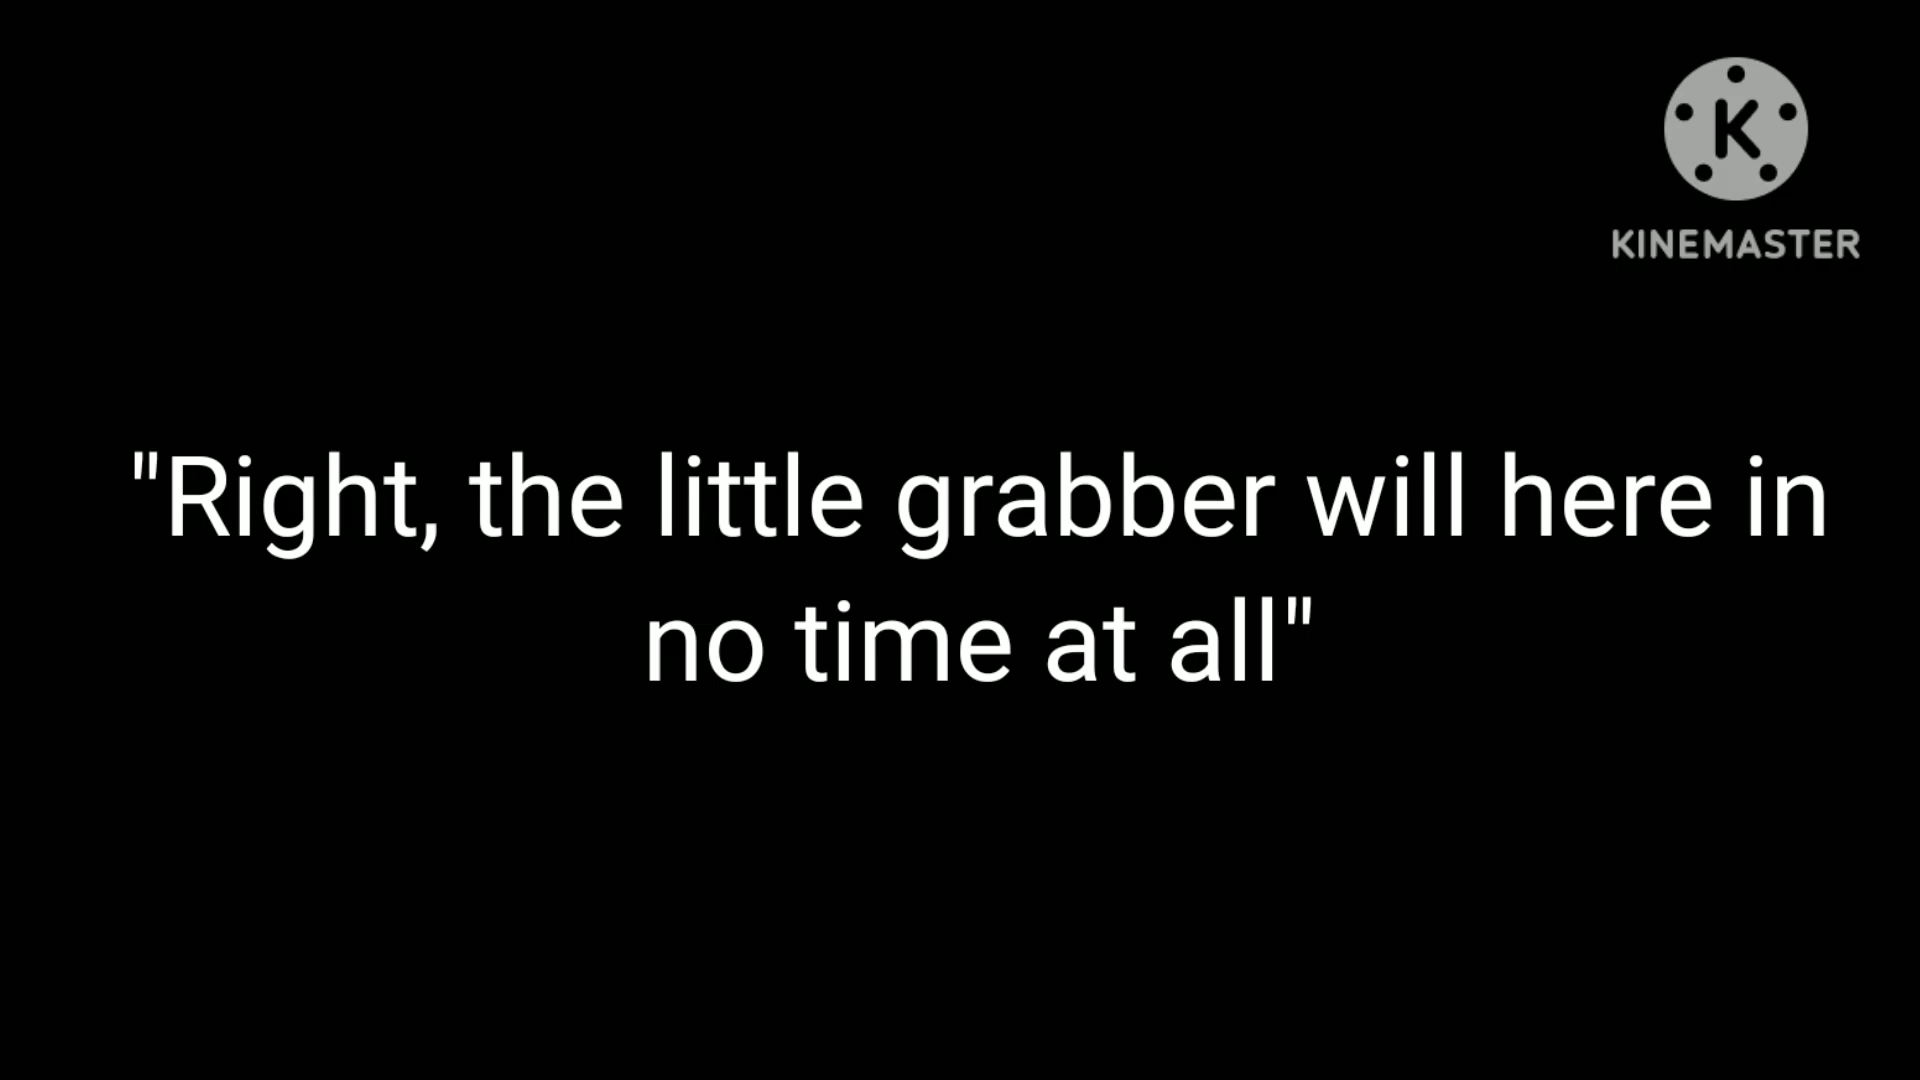 K
KINEMASTER
"Right, the little grabber will here in
no time at all"